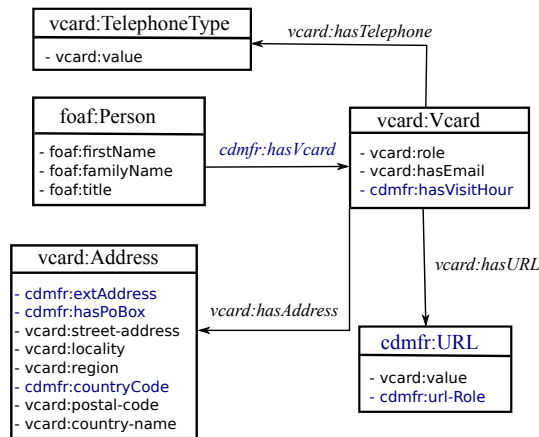 vcard:TelephoneType
- vcard:value
vcard:hasTelephone
foaf:Person
- foaf:firstName
- foaf:familyName
- foaf:title
cdmfr:hasVcard
vcard:Vcard
- vcard:role
- vcard:hasEmail
- cdmfr:hasVisitHour
vcard:Address
- cdmfr:extAddress
- cdmfr:hasPoBox
- vcard:street-address
- vcard:locality
- vcard:region
- cdmfr:countryCode
- vcard:postal-code
- vcard:country-name
vcard:hasAddress
vcard:hasURL
cdmfr:URL
- vcard:value
- cdmfr:url-Role